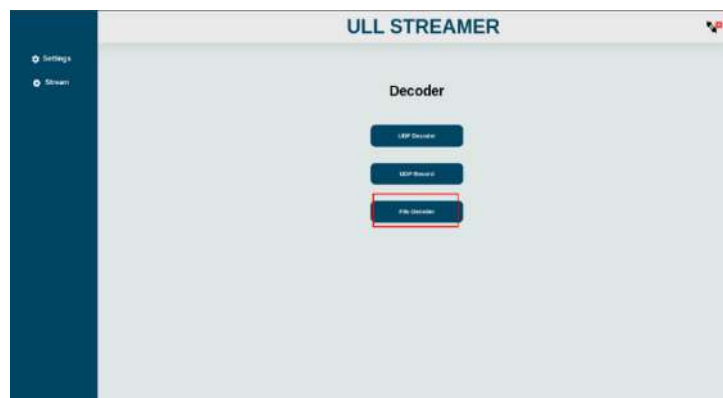 ULL STREAMER
Settings
Stream
Decoder
UDP Decoder
UDP Record
File Decoder